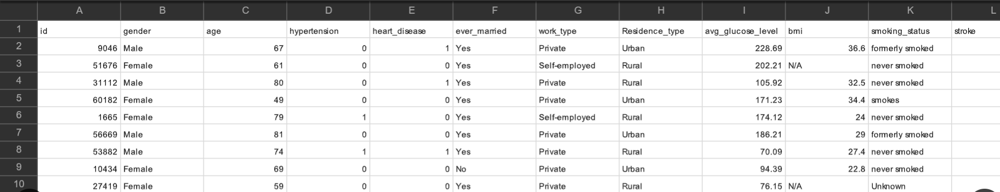 A B C D E F G H I J K L
1 id gender age hypertension heart_disease ever_married work_type Residence_type avg_glucose_level bmi smoking_status stroke
2 9046 Male 67 0 1 Yes Private Urban 228.69 36.6 formerly smoked
3 51676 Female 61 0 0 Yes Self-employed Rural 202.21 N/A never smoked
4 31112 Male 80 0 1 Yes Private Rural 105.92 32.5 never smoked
5 60182 Female 49 0 0 Yes Private Urban 171.23 34.4 smokes
6 1665 Female 79 1 0 Yes Self-employed Rural 174.12 24 never smoked
7 56669 Male 81 0 0 Yes Private Urban 186.21 29 formerly smoked
8 53882 Male 74 1 1 Yes Private Rural 70.09 27.4 never smoked
9 10434 Female 69 0 0 No Private Urban 94.39 22.8 never smoked
10 27419 Female 59 0 0 Yes Private Rural 76.15 N/A Unknown